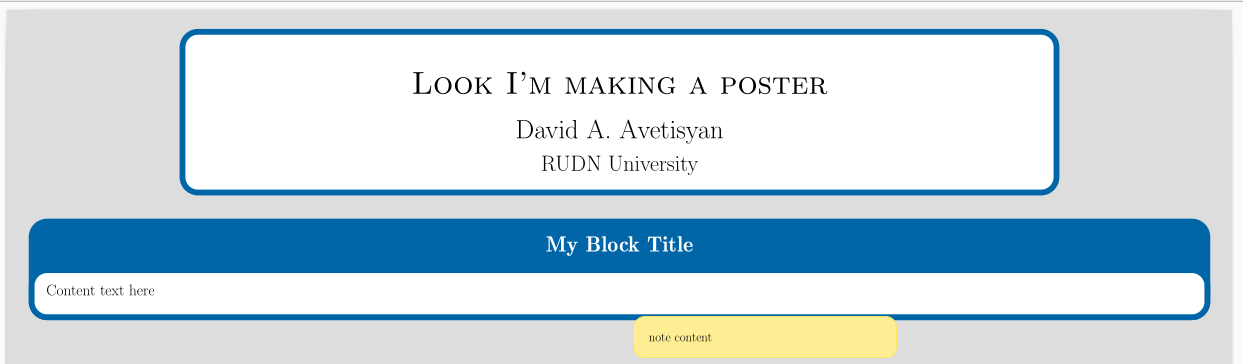 Look I'm making a poster
David A. Avetisyan
RUDN University
My Block Title
Content text here
note content